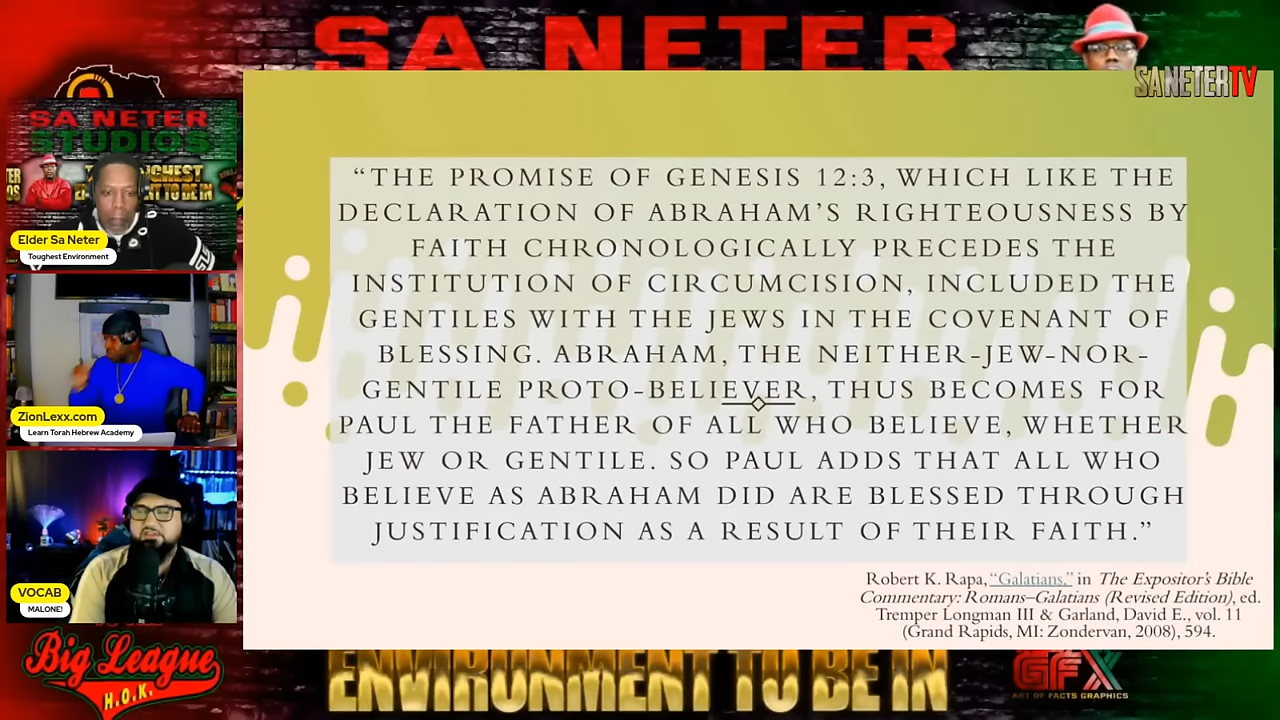 SA NETER
SANETERTV
SA NETER
STUDIOS
Elder Sa Neter
Toughest Environment
ZionLexx.com
Learn Torah Hebrew Academy
VOCAB
MALONE!
“THE PROMISE OF GENESIS 12:3, WHICH LIKE THE
DECLARATION OF ABRAHAM’S RIGHTEOUSNESS BY
FAITH CHRONOLOGICALLY PRECEDES THE
INSTITUTION OF CIRCUMCISION, INCLUDED THE
GENTILES WITH THE JEWS IN THE COVENANT OF
BLESSING. ABRAHAM, THE NEITHER-JEW-NOR-
GENTILE PROTO-BELIEVER, THUS BECOMES FOR
PAUL THE FATHER OF ALL WHO BELIEVE, WHETHER
JEW OR GENTILE. SO PAUL ADDS THAT ALL WHO
BELIEVE AS ABRAHAM DID ARE BLESSED THROUGH
JUSTIFICATION AS A RESULT OF THEIR FAITH.”
Robert K. Rapa, “Galatians,” in The Expositor’s Bible
Commentary: Romans–Galatians (Revised Edition), ed.
Tremper Longman III & Garland, David E., vol. 11
(Grand Rapids, MI: Zondervan, 2008), 594.
Big League
H.O.K.
ENVIRONMENT TO BE IN
GFX
ART OF FACTS GRAPHICS